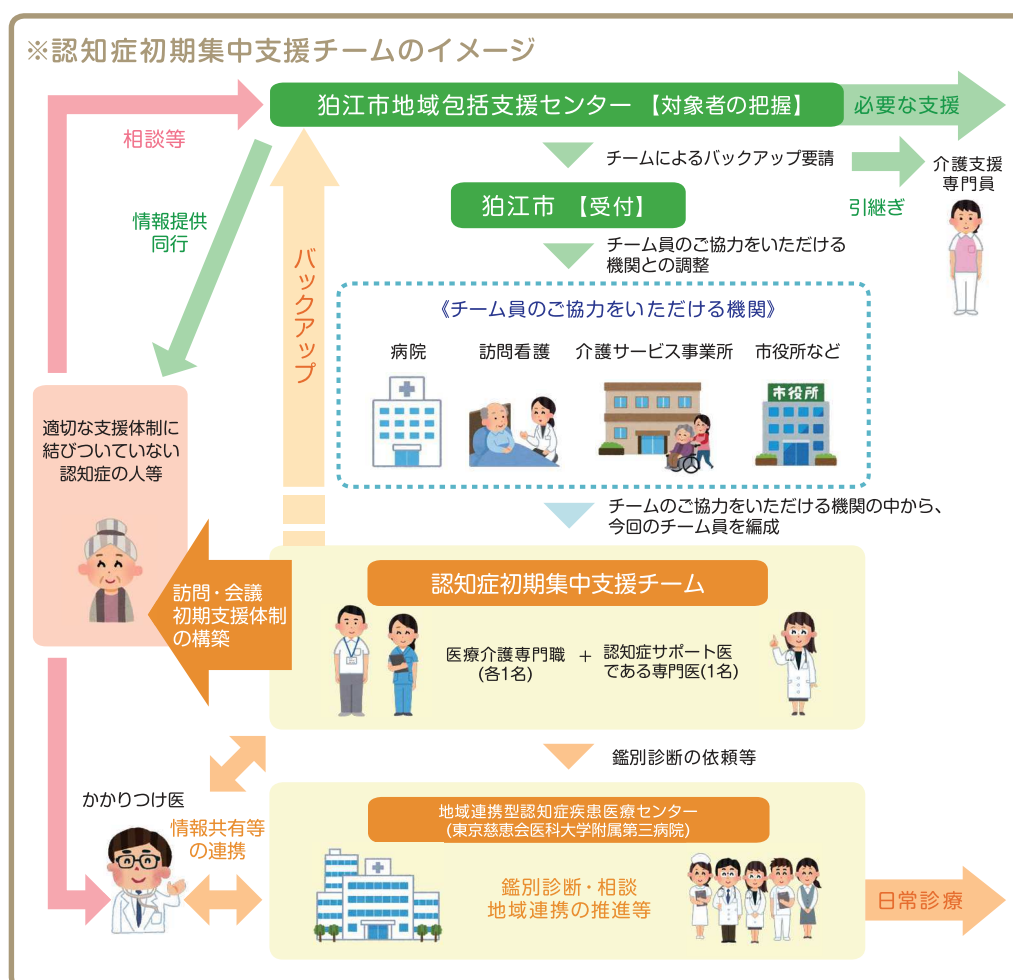 ※認知症初期集中支援チームのイメージ
狛江市地域包括支援センター 【対象者の把握】
必要な支援
相談等
チームによるバックアップ要請
介護支援
専門員
引継ぎ
狛江市 【受付】
情報提供
同行
チーム員のご協力をいただける
機関との調整
バックアップ
《チーム員のご協力をいただける機関》
病院
訪問看護
介護サービス事業所
市役所など
市役所
適切な支援体制に
結びついていない
認知症の人等
チームのご協力をいただける機関の中から、
今回のチーム員を編成
認知症初期集中支援チーム
訪問・会議
初期支援体制
の構築
医療介護専門職
(各1名)
+
認知症サポート医
である専門医(1名)
鑑別診断の依頼等
かかりつけ医
情報共有等
の連携
地域連携型認知症疾患医療センター
(東京慈恵会医科大学附属第三病院)
鑑別診断・相談
地域連携の推進等
日常診療